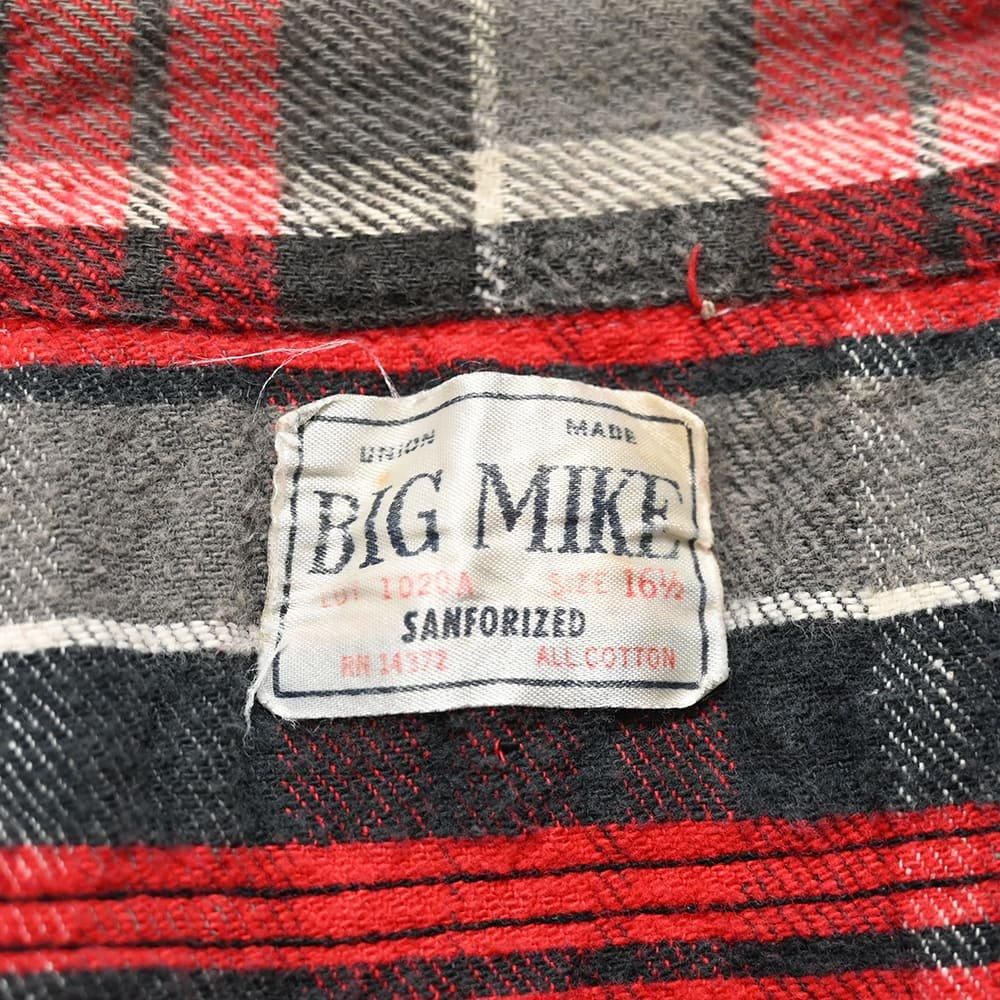 UNION MADE
BIG MIKE
LOT 1020A SIZE 16½
SANFORIZED
RN 14372 ALL COTTON